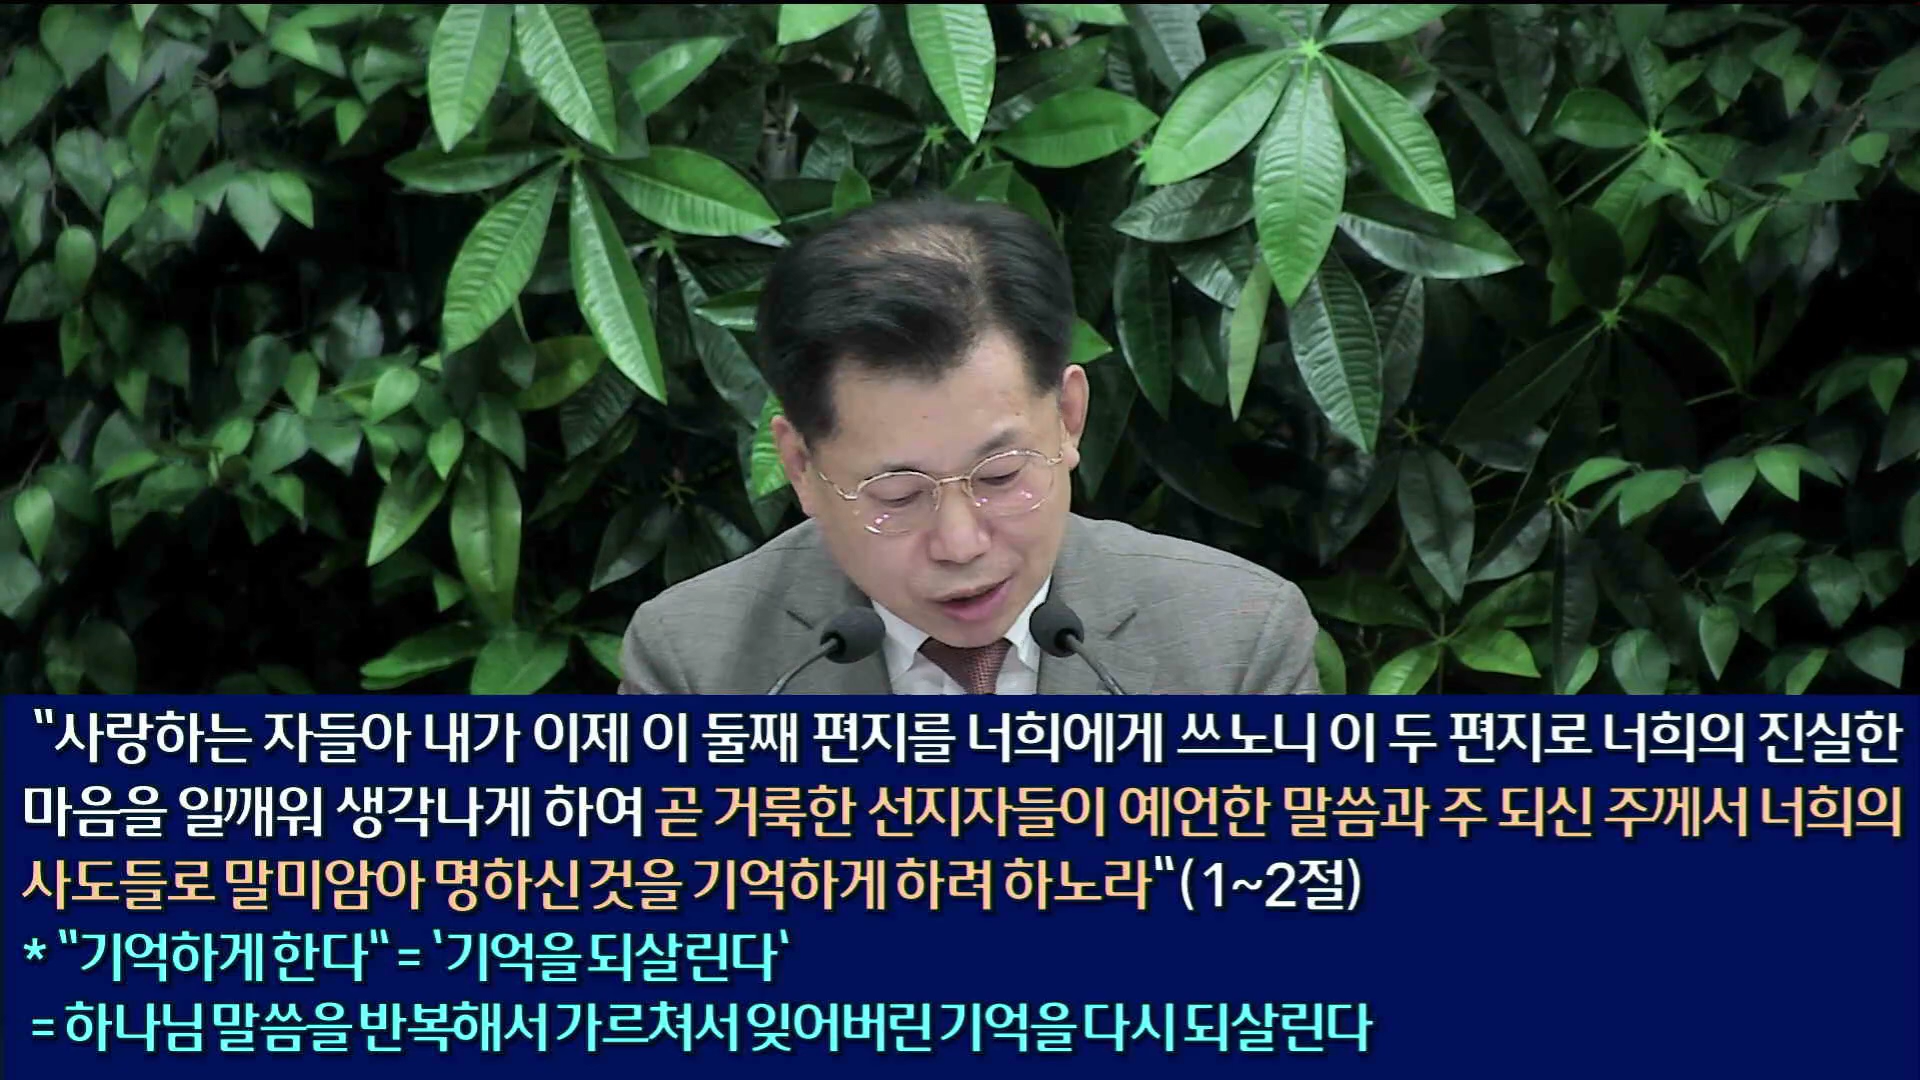 “사랑하는 자들아 내가 이제 이 둘째 편지를 너희에게 쓰노니 이 두 편지로 너희의 진실한
마음을 일깨워 생각나게 하여 곧 거룩한 선지자들이 예언한 말씀과 주 되신 주께서 너희의
사도들로 말미암아 명하신 것을 기억하게 하려 하노라“(1~2절)
* “기억하게 한다“ = ‘기억을 되살린다‘
= 하나님 말씀을 반복해서 가르쳐서 잊어버린 기억을 다시 되살린다